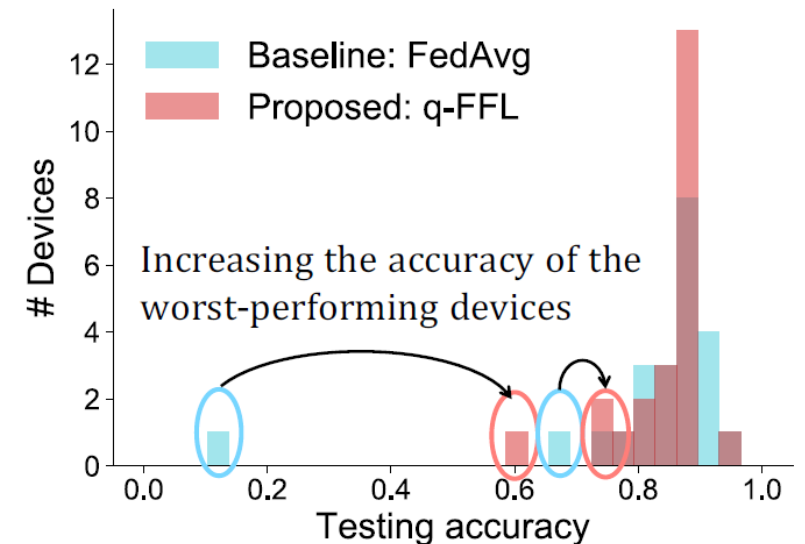 Baseline: FedAvg
Proposed: q-FFL
Increasing the accuracy of the
worst-performing devices
# Devices
12
10
8
6
4
2
0
0.0 0.2 0.4 0.6 0.8 1.0
Testing accuracy